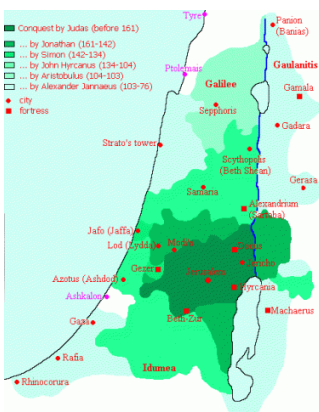 Conquest by Judas (before 161)
... by Jonathan (161-142)
... by Simon (142-134)
... by John Hyrcanus (134-104)
... by Aristobulus (104-103)
... by Alexander Jannaeus (103-76)
city
fortress
Tyre
Panion
(Banias)
Ptolemais
Galilee
Gaulanitis
Gamala
Sepphoris
Gadara
Strato's tower
Scythopolis
(Beth Shean)
Samaria
Gerasa
Alexandrium
(Sartaba)
Jafo (Jaffa)
Lod (Lydda)
Modin
Dokus
Gezer
Jericho
Azotus (Ashdod)
Jerusalem
Hyrcania
Ashkalon
Beth-Zur
Machaerus
Gaza
Rafia
Idumea
Rhinocorura